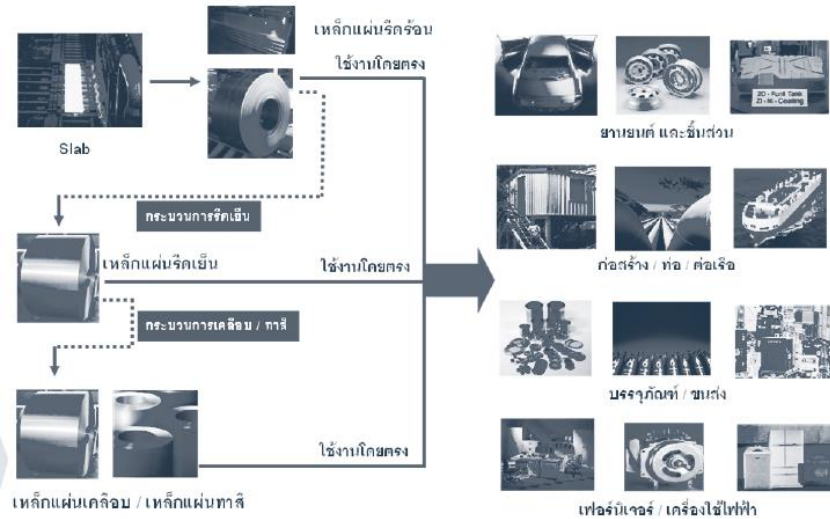 เหล็กแผ่นรีดร้อน
ใช้งานโดยตรง
Slab
2D - Fuel Tank
Zi - Ni - Coating
ยานยนต์ และชิ้นส่วน
กระบวนการรีดเย็น
เหล็กแผ่นรีดเย็น
ใช้งานโดยตรง
ก่อสร้าง / ท่อ / ต่อเรือ
กระบวนการเคลือบ / ทาสี
บรรจุภัณฑ์ / ขนส่ง
ใช้งานโดยตรง
เหล็กแผ่นเคลือบ / เหล็กแผ่นทาสี
เฟอร์นิเจอร์ / เครื่องใช้ไฟฟ้า